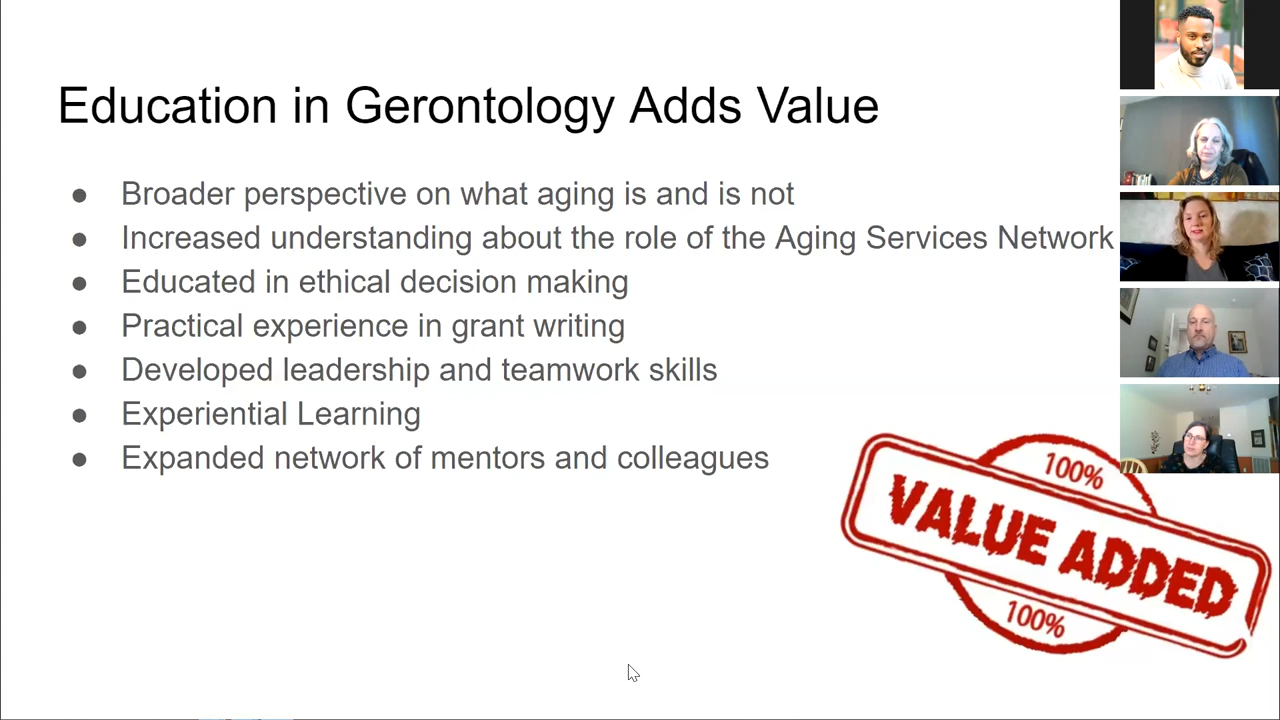 Education in Gerontology Adds Value
● Broader perspective on what aging is and is not
● Increased understanding about the role of the Aging Services Network
● Educated in ethical decision making
● Practical experience in grant writing
● Developed leadership and teamwork skills
● Experiential Learning
● Expanded network of mentors and colleagues
100%
VALUE ADDED
100%